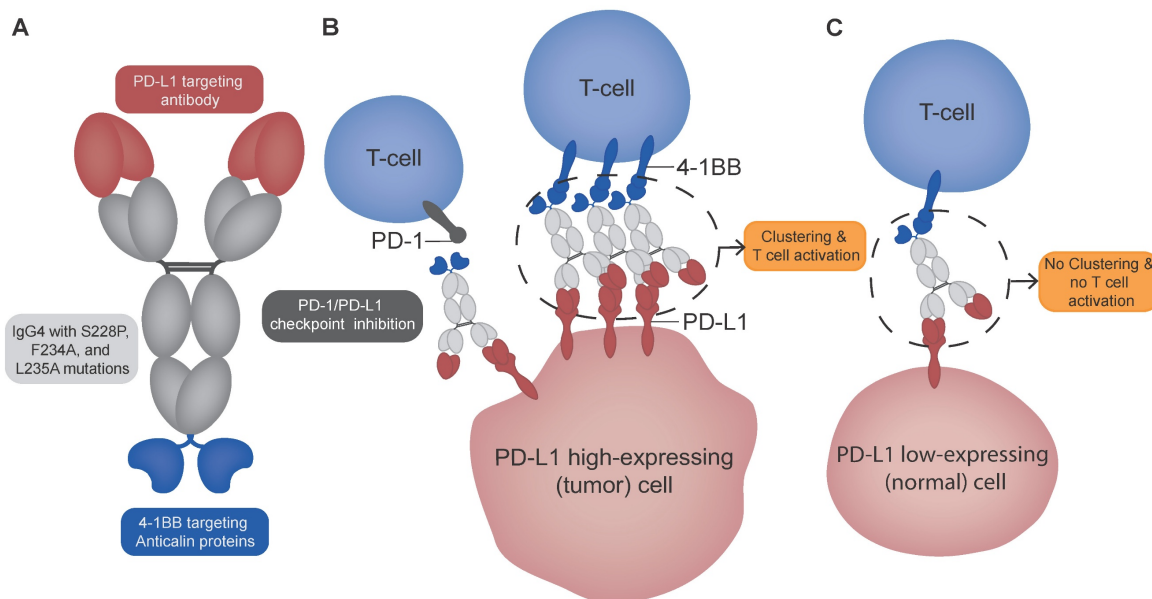 A
PD-L1 targeting
antibody
IgG4 with S228P,
F234A, and
L235A mutations
4-1BB targeting
Anticalin proteins
B
T-cell
T-cell
4-1BB
PD-1
Clustering &
T cell activation
PD-1/PD-L1
checkpoint inhibition
PD-L1
PD-L1 high-expressing
(tumor) cell
C
T-cell
No Clustering &
no T cell
activation
PD-L1 low-expressing
(normal) cell